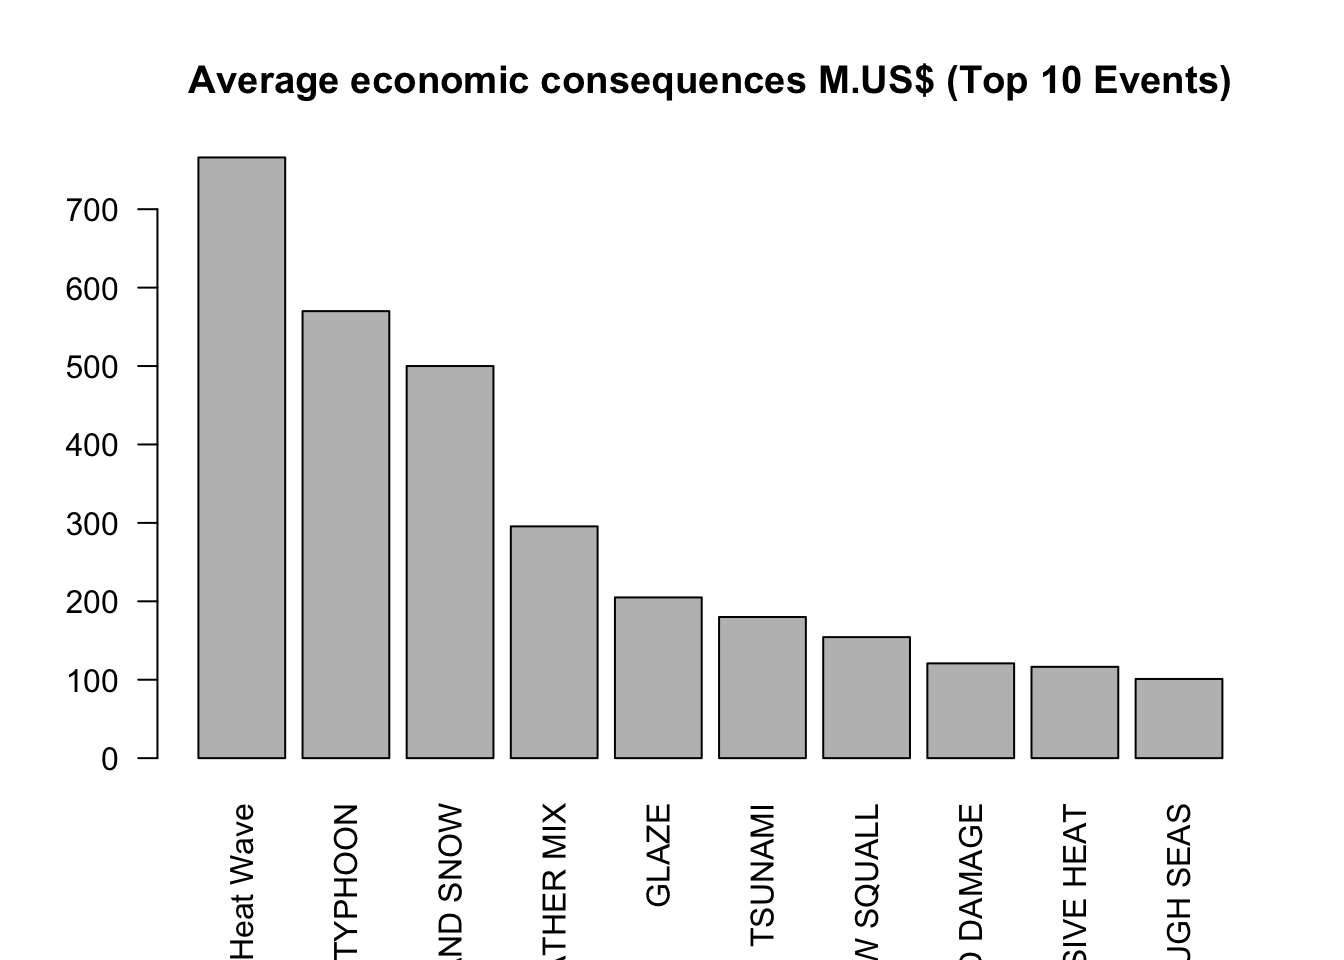 Average economic consequences M.US$ (Top 10 Events)
700
600
500
400
300
200
100
0
Heat Wave
TYPHOON
AND SNOW
ATHER MIX
GLAZE
TSUNAMI
W SQUALL
DAMAGE
SIVE HEAT
UGH SEAS